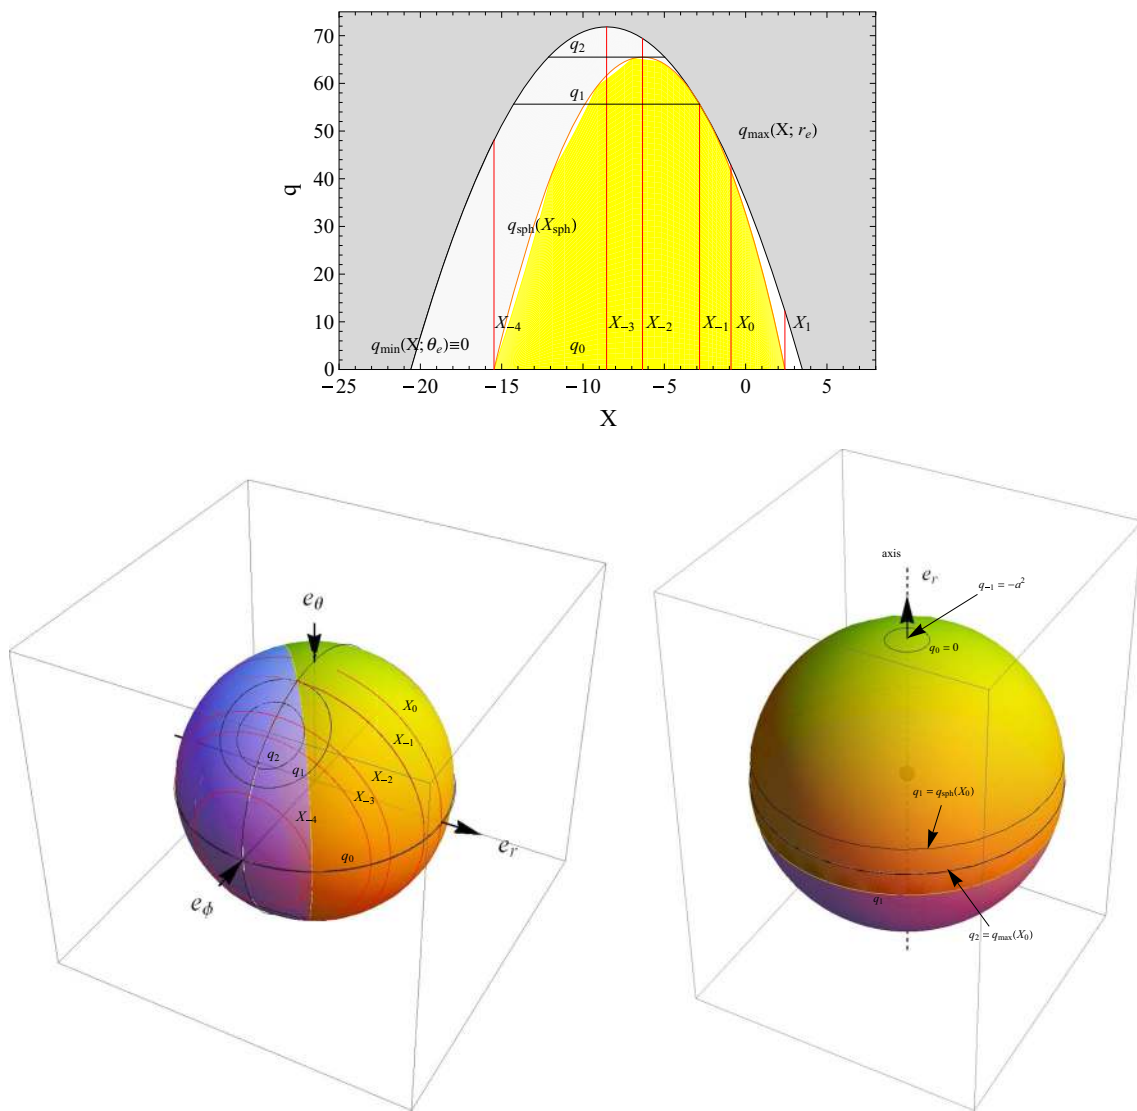 70
60
50
40
30
20
10
0
q
q₂
q₁
q_max(X; r_e)
q_sph(X_sph)
X₋₄
X₋₃
X₋₂
X₋₁
X₀
X₁
q_min(X; θ_e)≡0
q₀
−25
−20
−15
−10
−5
0
5
X
e_θ
X₀
X₋₁
q₂
q₁
X₋₂
X₋₃
X₋₄
q₀
e_r
e_ϕ
axis
e_r
q₋₁ = −a²
q₀ = 0
q₁ = q_sph(X₀)
q₁
q₂ = q_max(X₀)